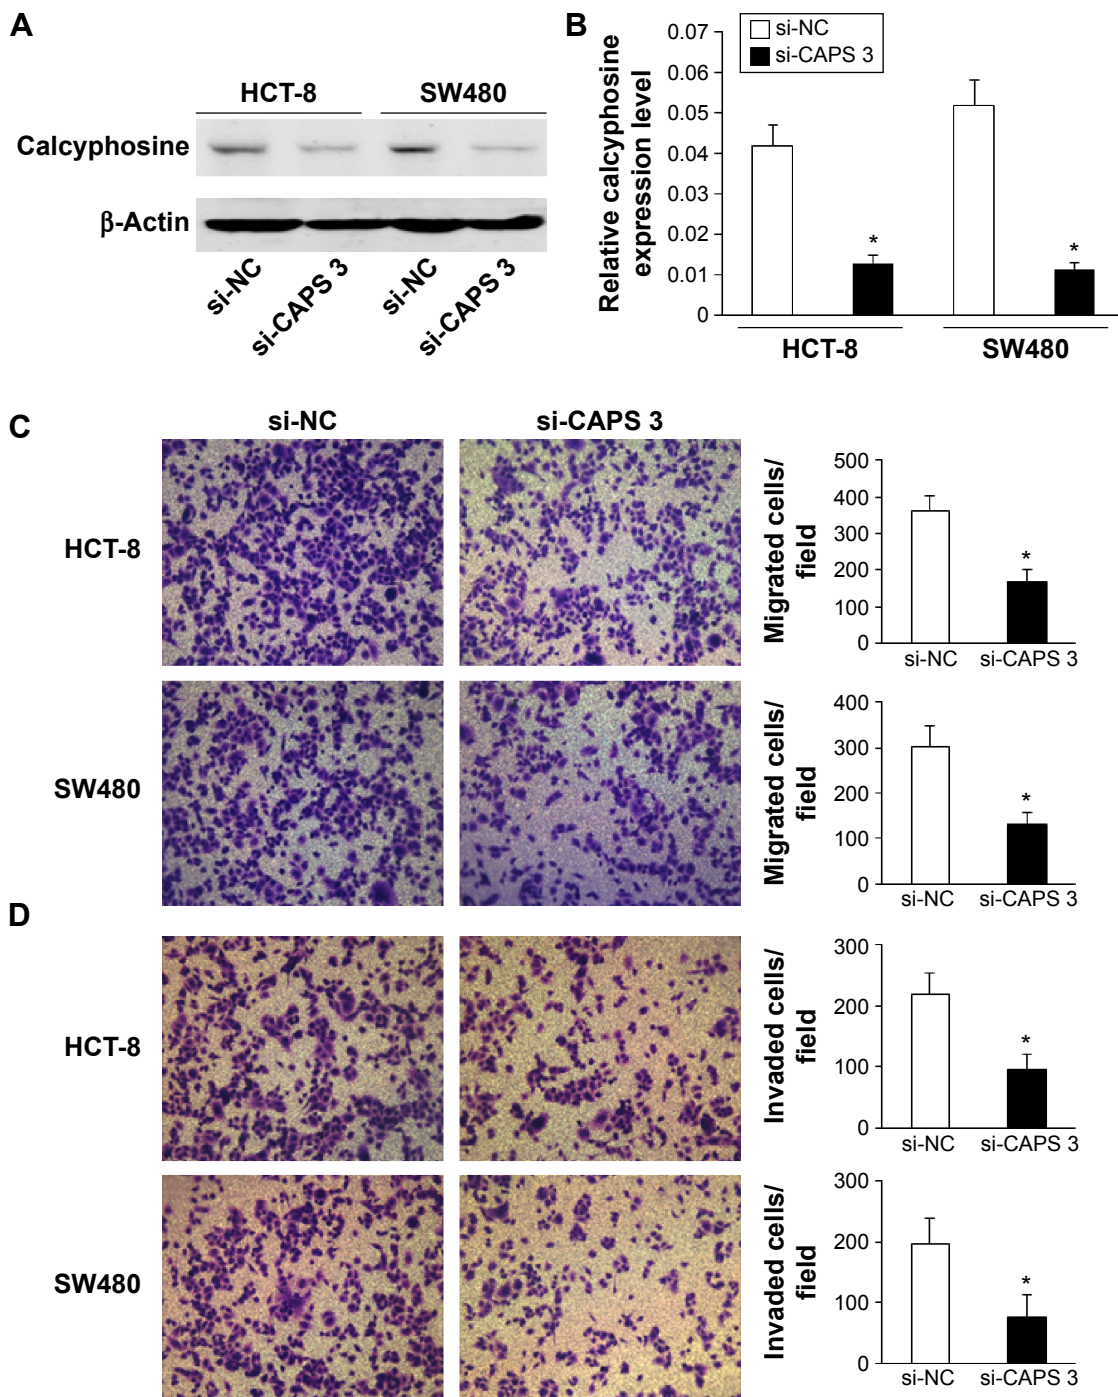 A
HCT-8 SW480
Calcyphosine
β-Actin
si-NC
si-CAPS 3
si-NC
si-CAPS 3
B
si-NC
si-CAPS 3
Relative calcyphosine
expression level
0.07
0.06
0.05
0.04
0.03
0.02
0.01
0
*
*
HCT-8 SW480
C
si-NC si-CAPS 3
HCT-8
Migrated cells/
field
500
400
300
200
100
0
*
si-NC si-CAPS 3
SW480
Migrated cells/
field
400
300
200
100
0
*
si-NC si-CAPS 3
D
HCT-8
Invaded cells/
field
300
200
100
0
*
si-NC si-CAPS 3
SW480
Invaded cells/
field
300
200
100
0
*
si-NC si-CAPS 3